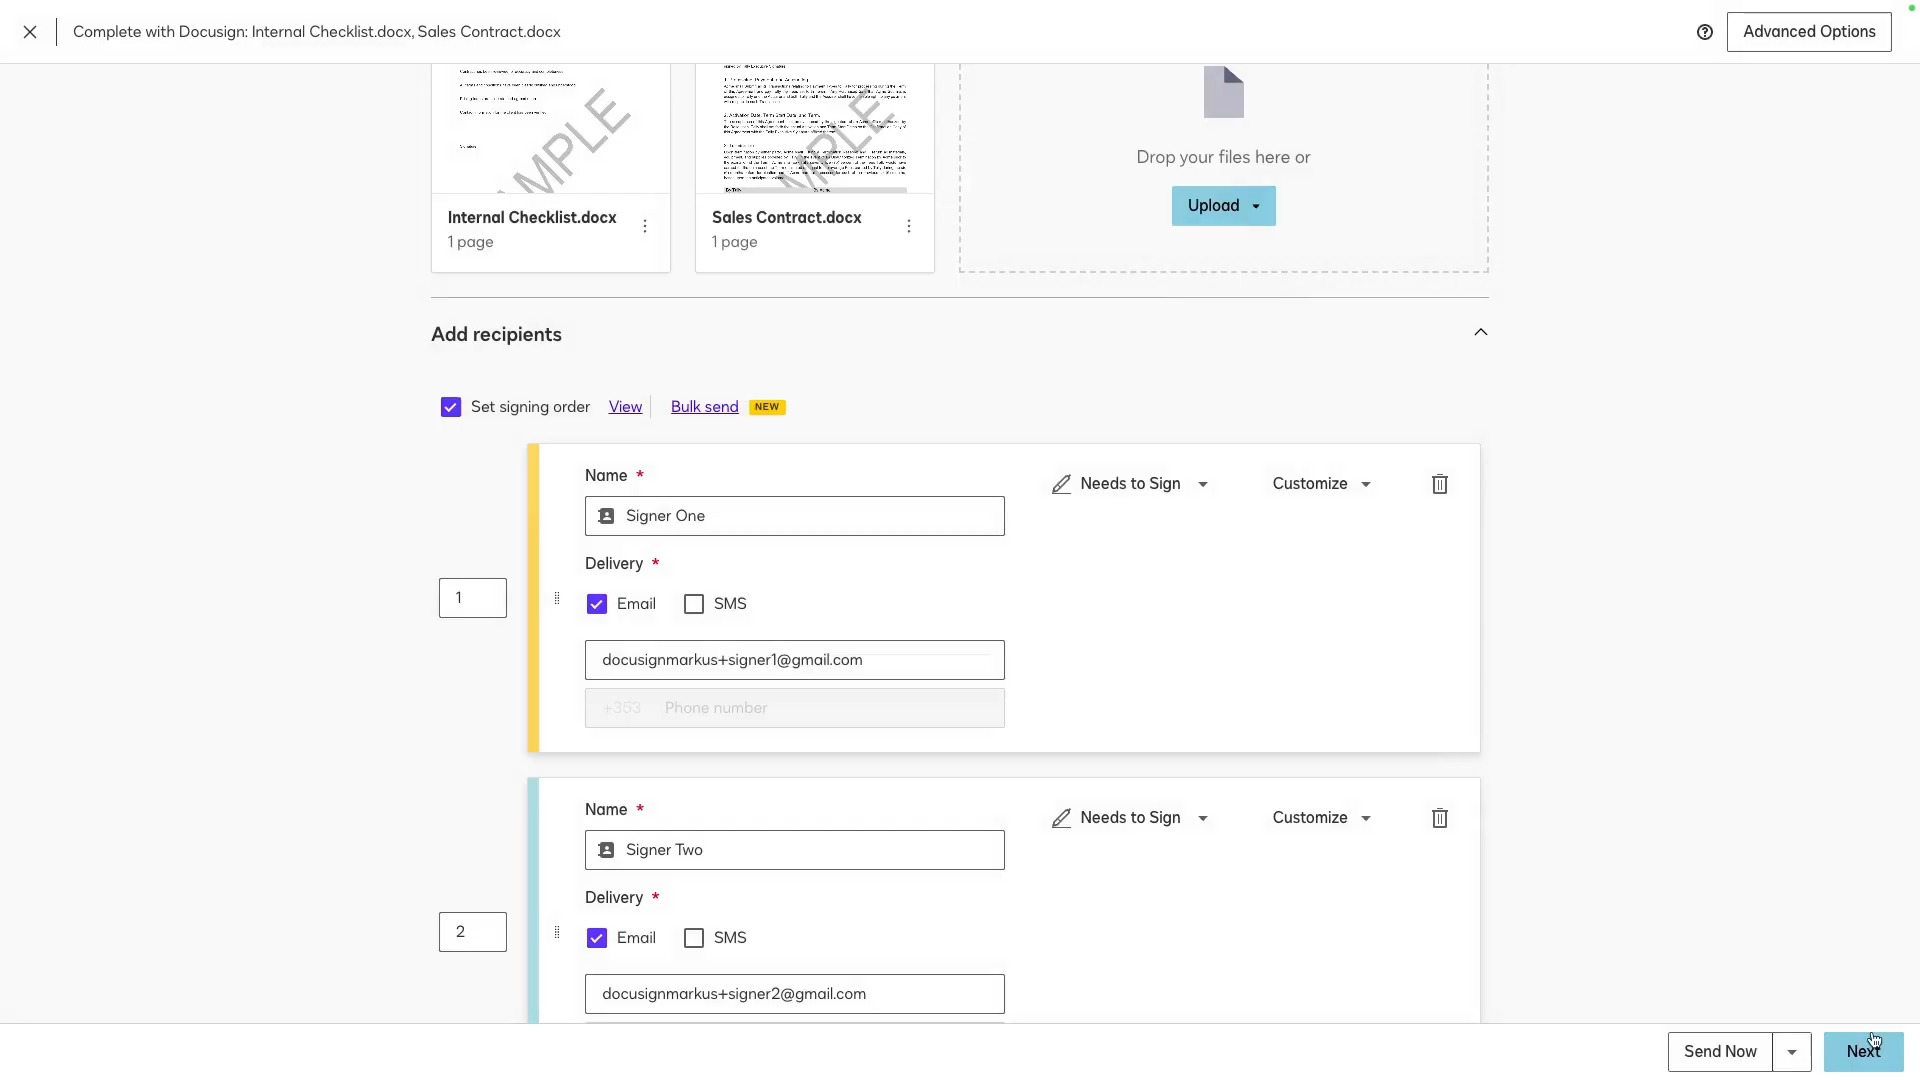 Complete with Docusign: Internal Checklist.docx, Sales Contract.docx
Advanced Options
SAMPLE
Drop your files here or
Upload
Internal Checklist.docx
1 page
Sales Contract.docx
1 page
Add recipients
Set signing order View Bulk send NEW
Name *
Needs to Sign
Customize
Signer One
Delivery *
1
Email SMS
docusignmarkus+signer1@gmail.com
+353 Phone number
Name *
Needs to Sign
Customize
Signer Two
Delivery *
2
Email SMS
docusignmarkus+signer2@gmail.com
Send Now
Next